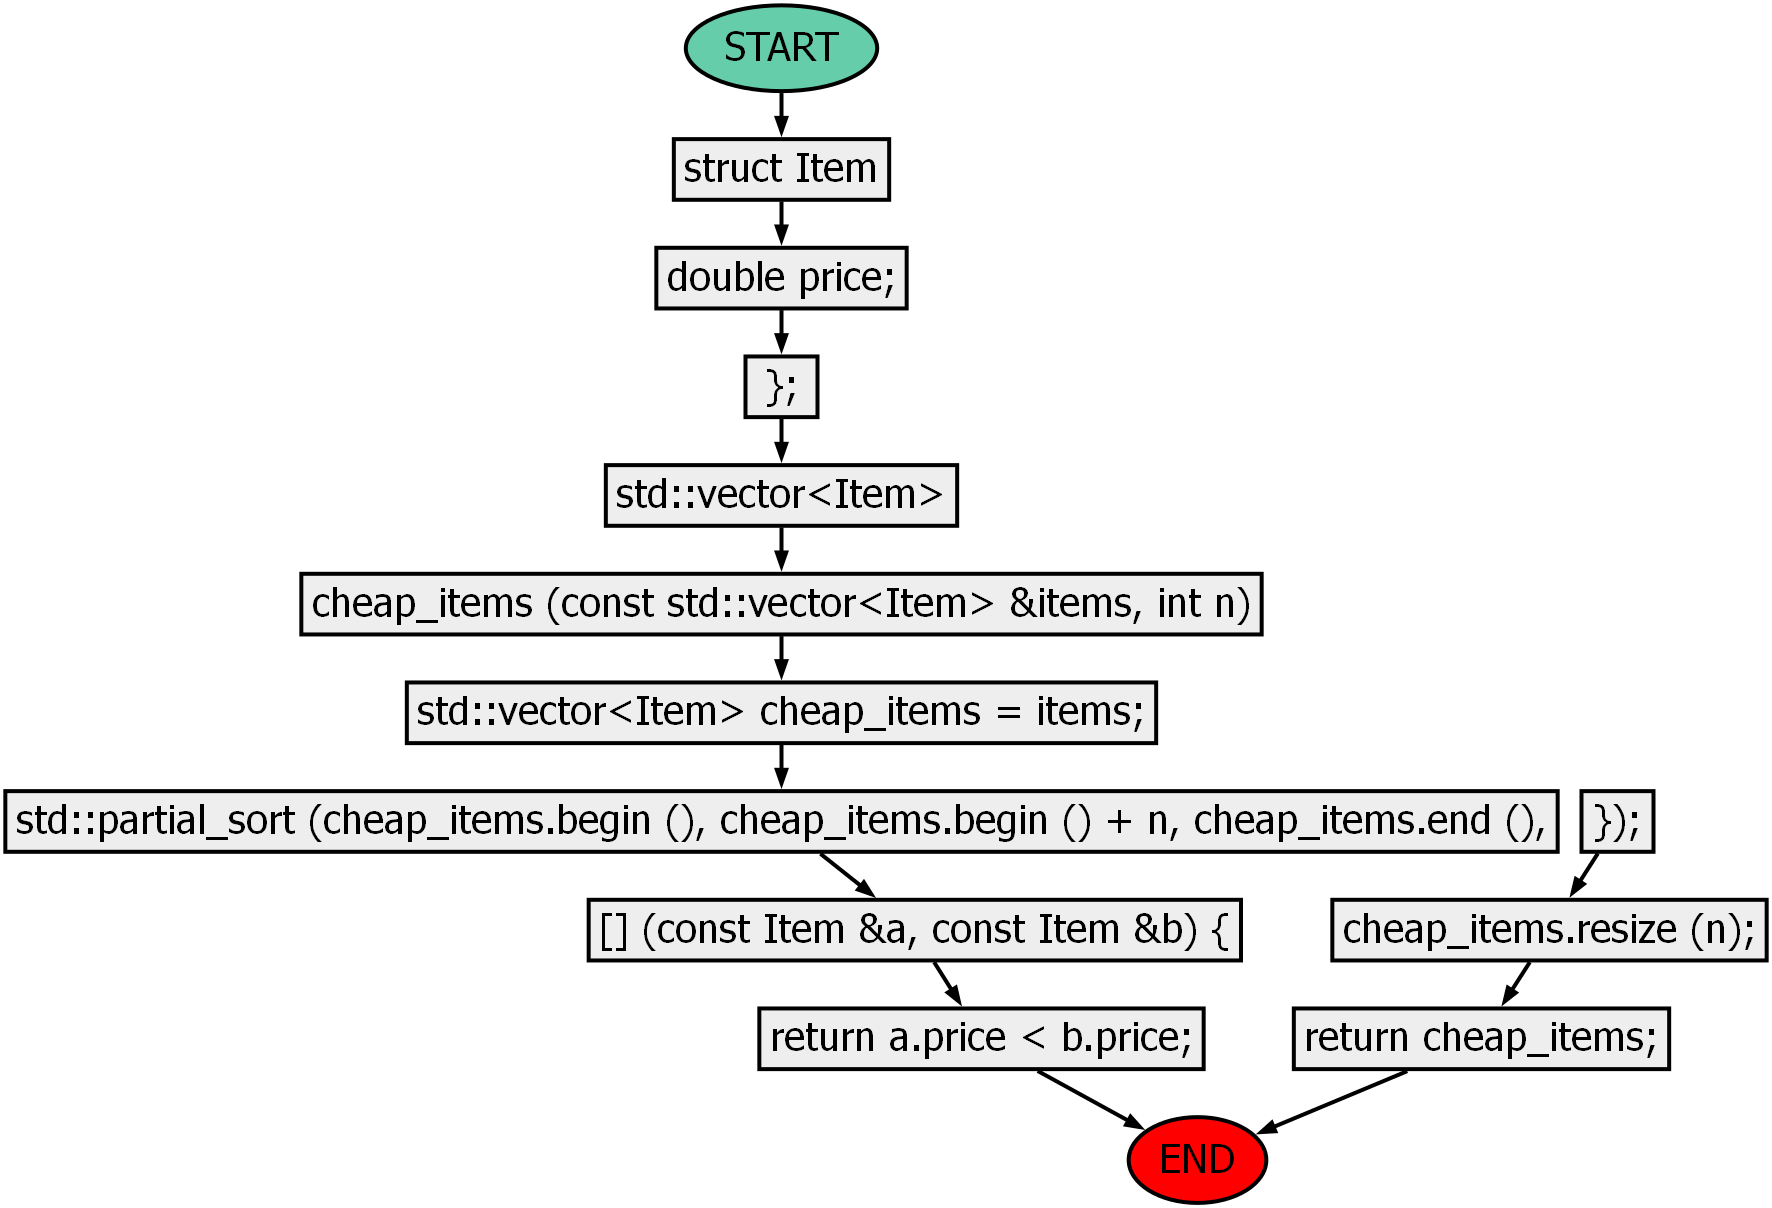 START
struct Item
double price;
};
std::vector<Item>
cheap_items (const std::vector<Item> &items, int n)
std::vector<Item> cheap_items = items;
std::partial_sort (cheap_items.begin (), cheap_items.begin () + n, cheap_items.end (),
});
[] (const Item &a, const Item &b) {
cheap_items.resize (n);
return a.price < b.price;
return cheap_items;
END